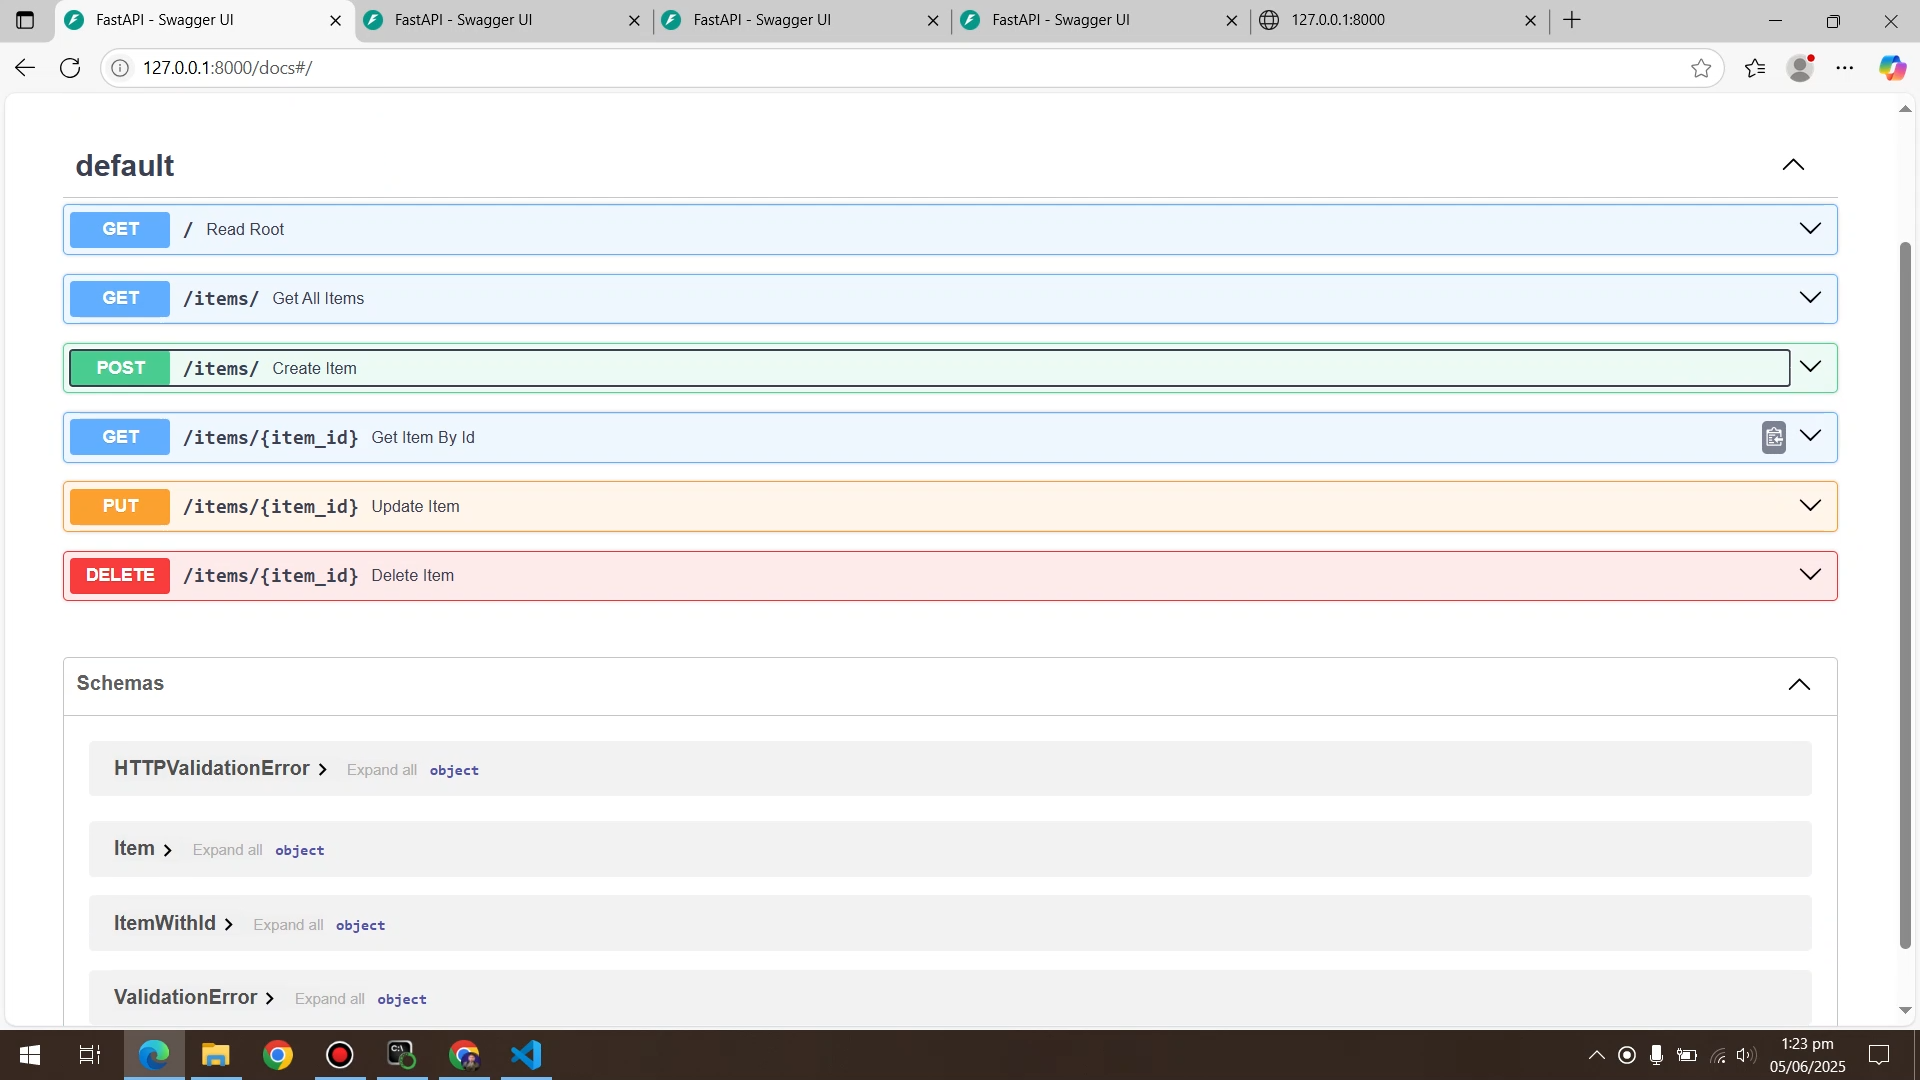 FastAPI - Swagger UI
FastAPI - Swagger UI
FastAPI - Swagger UI
FastAPI - Swagger UI
127.0.0.1:8000
127.0.0.1:8000/docs#/
default
GET / Read Root
GET /items/ Get All Items
POST /items/ Create Item
GET /items/{item_id} Get Item By Id
PUT /items/{item_id} Update Item
DELETE /items/{item_id} Delete Item
Schemas
HTTPValidationError Expand all object
Item Expand all object
ItemWithId Expand all object
ValidationError Expand all object
C:\
1:23 pm
05/06/2025